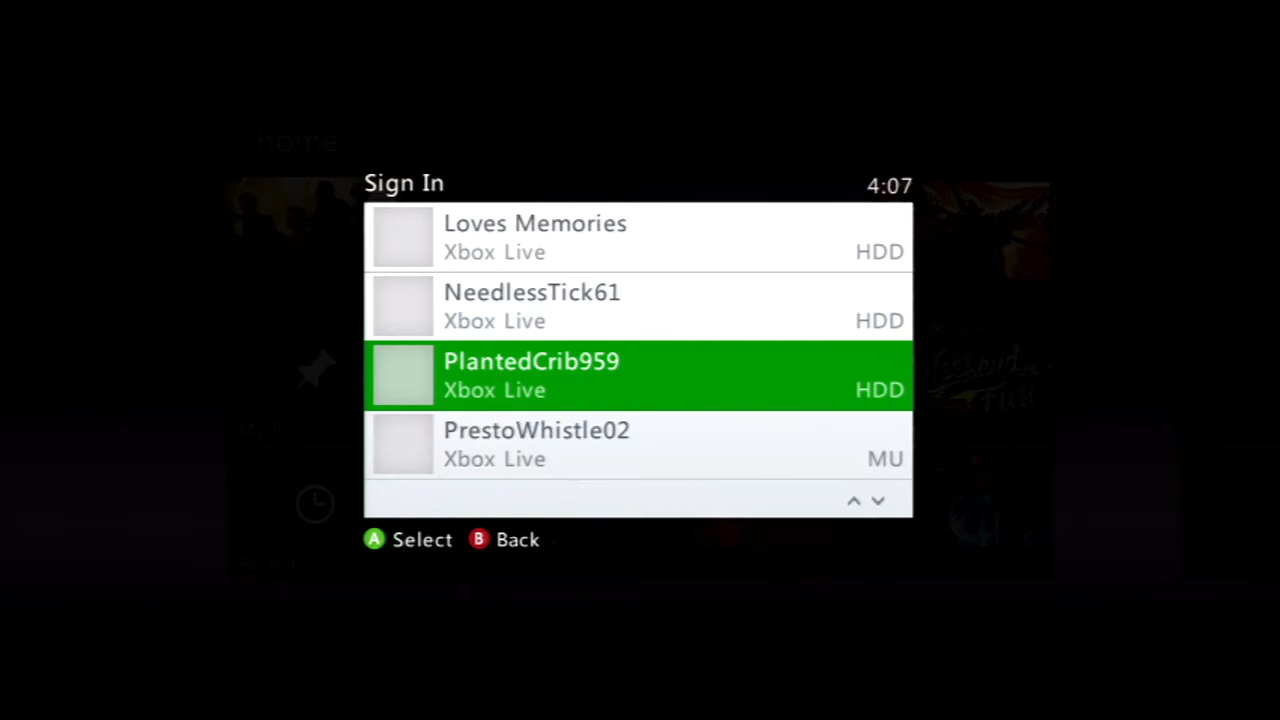 home
Sign In
4:07
Loves Memories
Xbox Live
HDD
NeedlessTick61
Xbox Live
HDD
PlantedCrib959
Xbox Live
HDD
PrestoWhistle02
Xbox Live
MU
A Select B Back